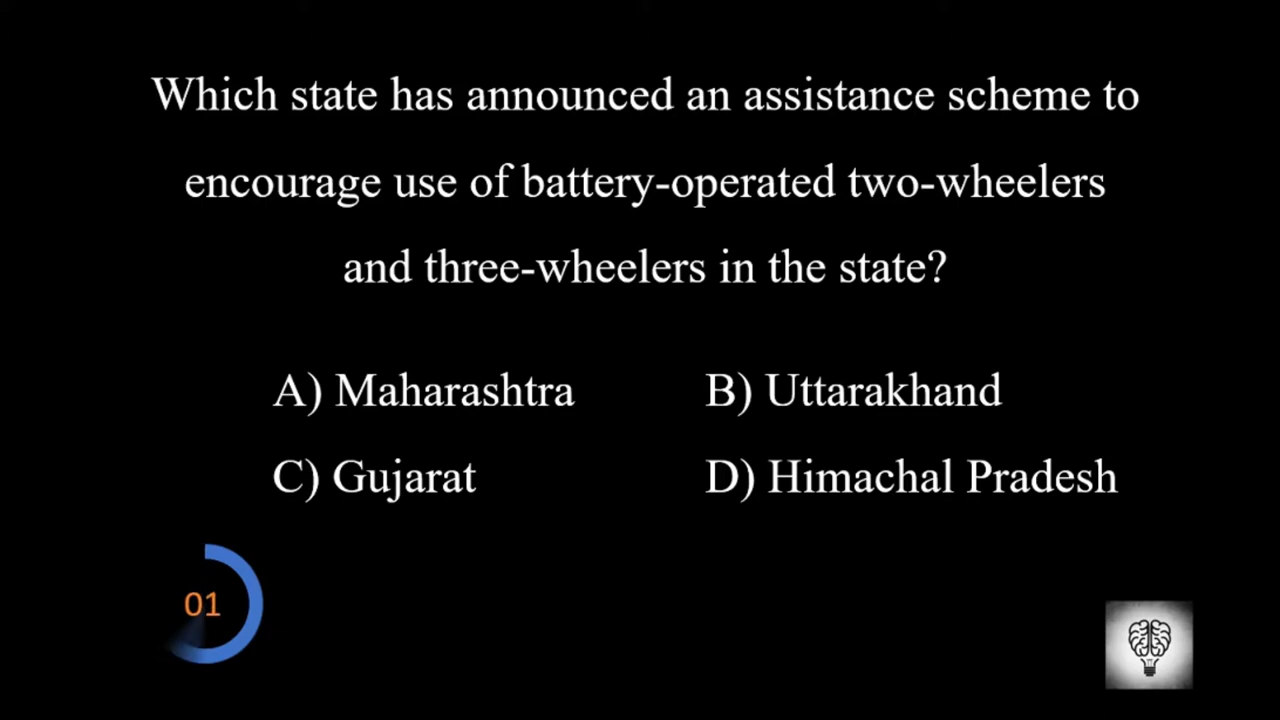 Which state has announced an assistance scheme to
encourage use of battery-operated two-wheelers
and three-wheelers in the state?
A) Maharashtra B) Uttarakhand
C) Gujarat D) Himachal Pradesh
01